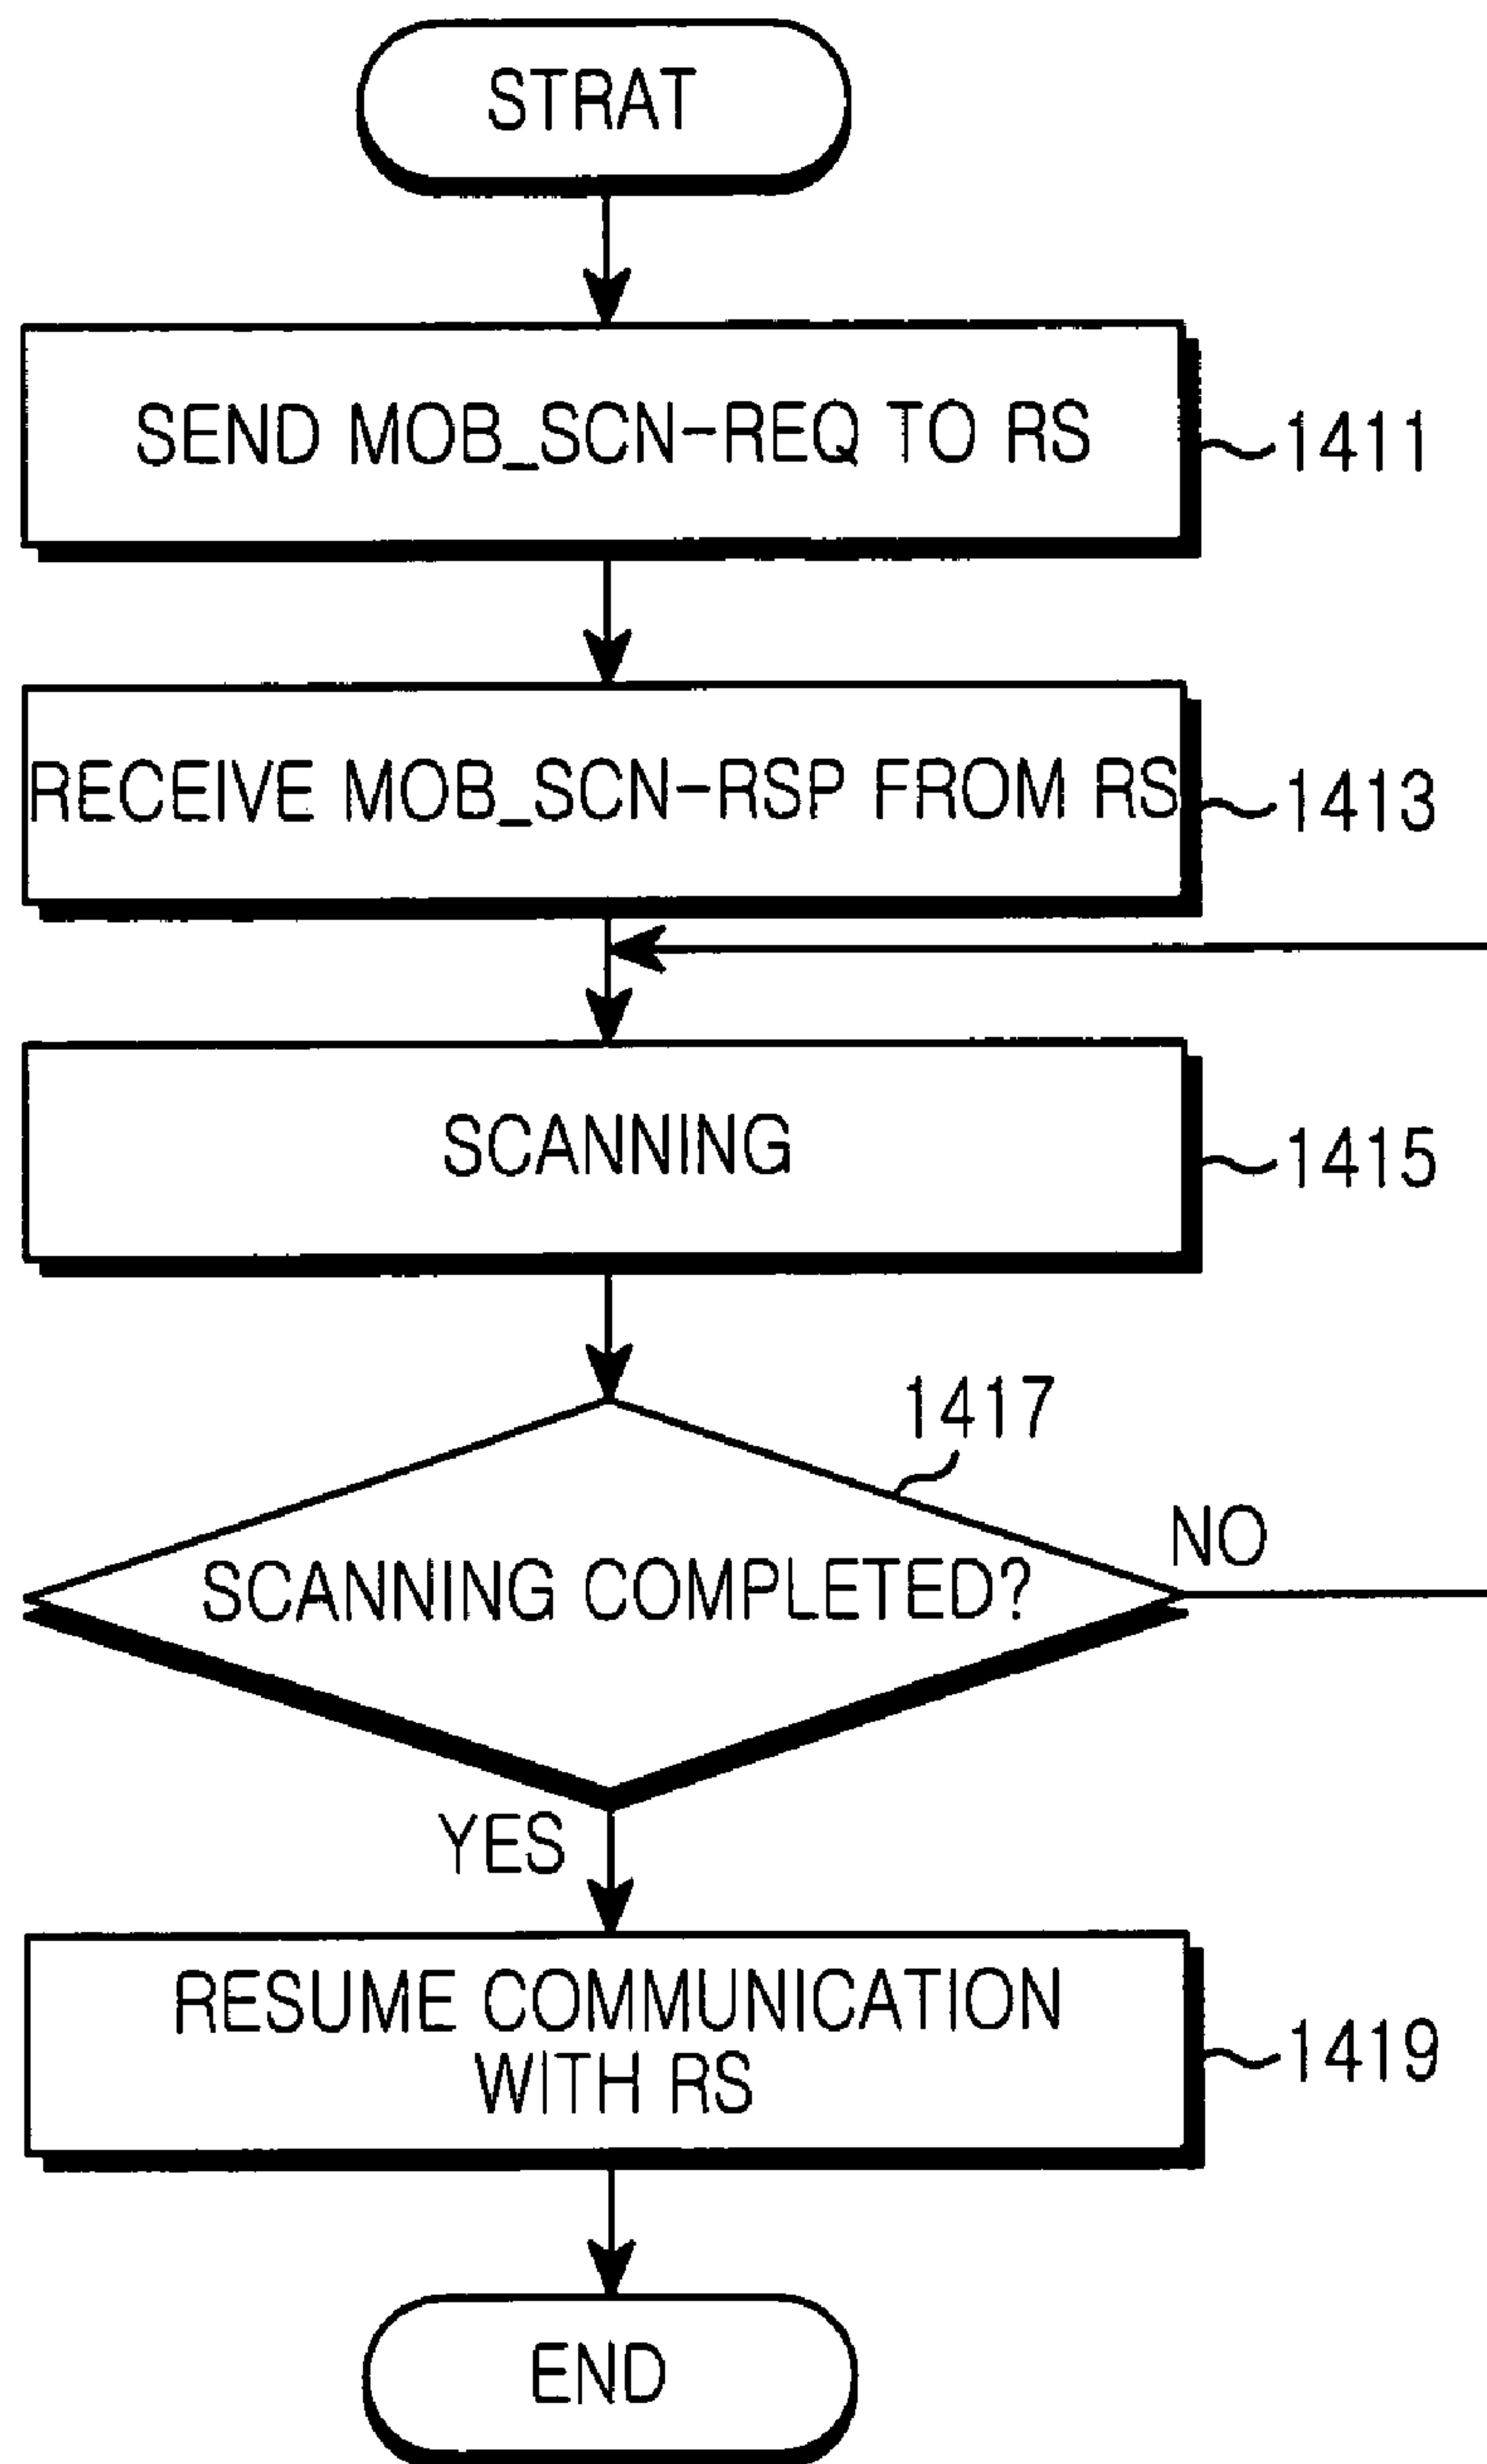 STRAT
SEND MOB_SCN-REQ TO RS
1411
RECEIVE MOB_SCN-RSP FROM RS
1413
SCANNING
1415
1417
SCANNING COMPLETED?
NO
YES
RESUME COMMUNICATION
WITH RS
1419
END